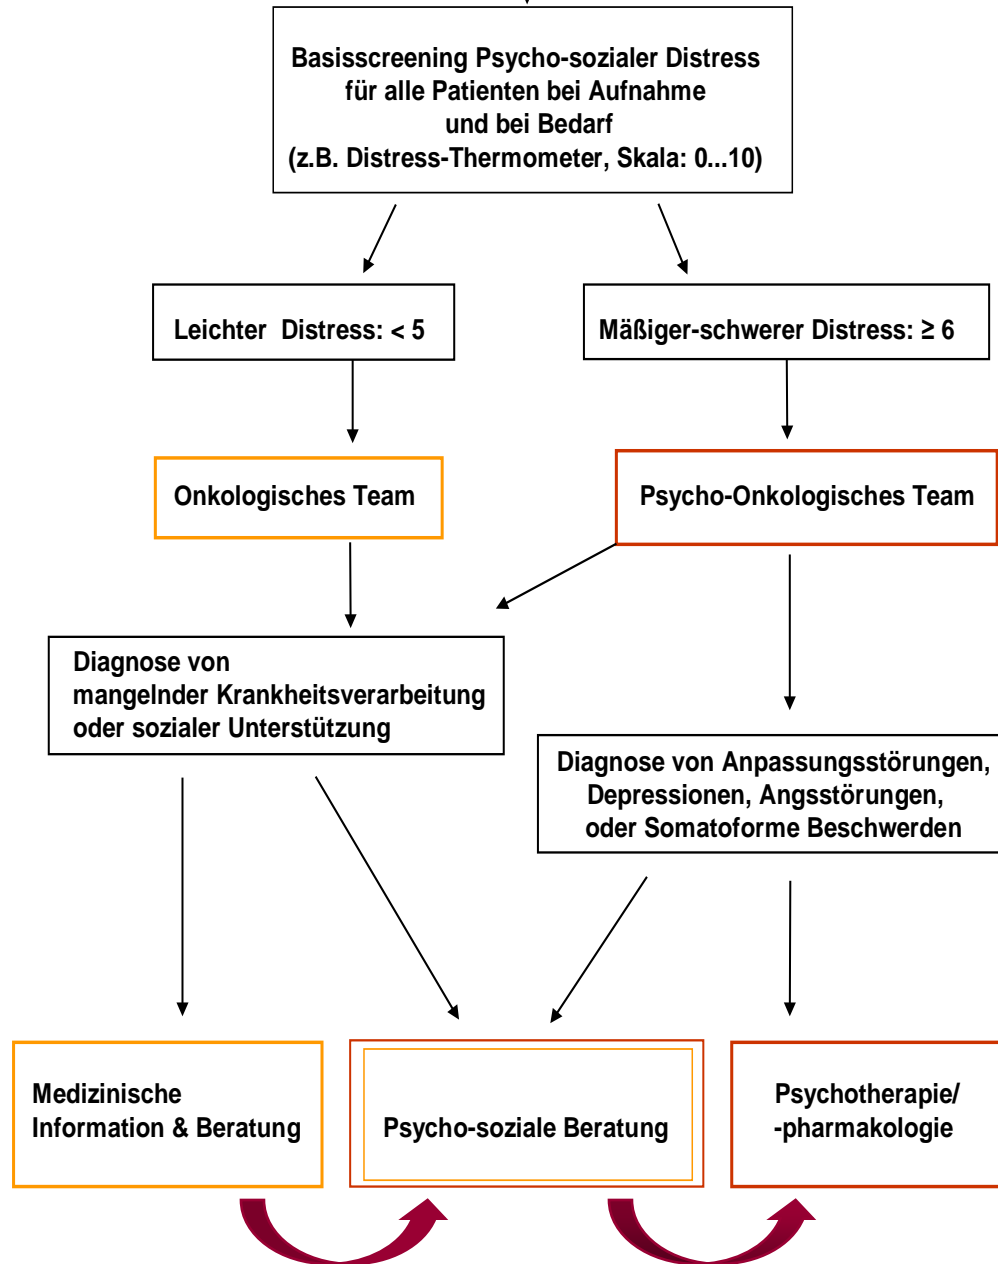 Basisscreening Psycho-sozialer Distress
für alle Patienten bei Aufnahme
und bei Bedarf
(z.B. Distress-Thermometer, Skala: 0...10)
Leichter Distress: < 5
Mäßiger-schwerer Distress: ≥ 6
Onkologisches Team
Psycho-Onkologisches Team
Diagnose von
mangelnder Krankheitsverarbeitung
oder sozialer Unterstützung
Diagnose von Anpassungsstörungen,
Depressionen, Angsstörungen,
oder Somatoforme Beschwerden
Medizinische
Information & Beratung
Psycho-soziale Beratung
Psychotherapie/
-pharmakologie